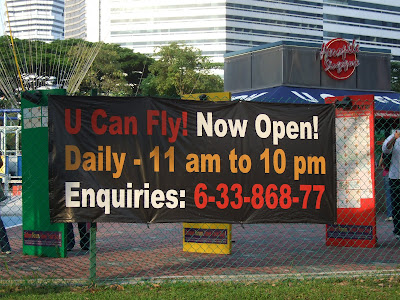 U Can Fly! Now Open!
Daily - 11 am to 10 pm
Enquiries: 6-33-868-77